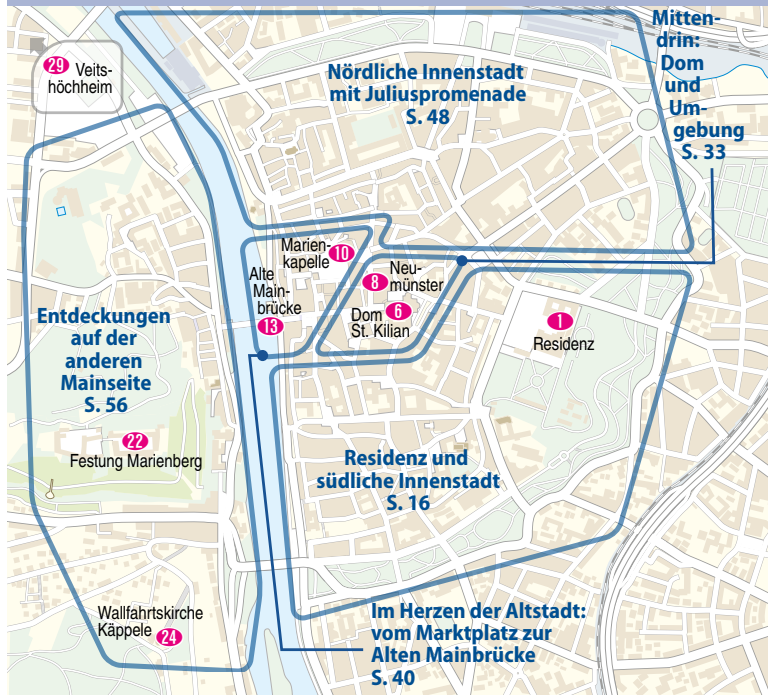 29 Veits-
höchheim
Nördliche Innenstadt
mit Juliuspromenade
S. 48
Mitten-
drin:
Dom
und
Um-
gebung
S. 33
Marien-
kapelle 10
8 Neu-
münster
Alte
Main-
brücke
13
Dom 6
St. Kilian
1
Residenz
Entdeckungen
auf der
anderen
Mainseite
S. 56
22
Festung Marienberg
Residenz und
südliche Innenstadt
S. 16
Wallfahrtskirche
Käppele 24
Im Herzen der Altstadt:
vom Marktplatz zur
Alten Mainbrücke
S. 40